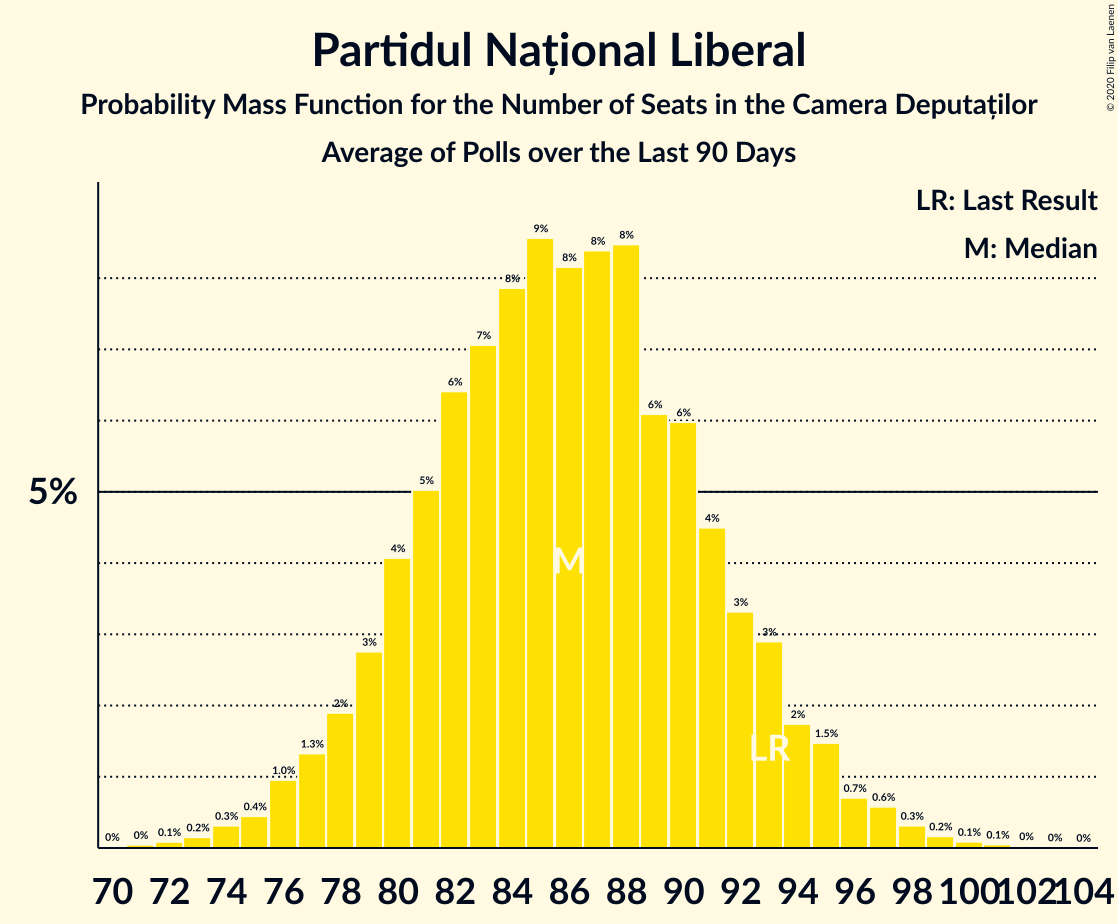 Partidul Național Liberal
Probability Mass Function for the Number of Seats in the Camera Deputaților
Average of Polls over the Last 90 Days
© 2020 Filip van Laenen
LR: Last Result
M: Median
5%
0% 0% 0.1% 0.2% 0.3% 0.4% 1.0% 1.3% 2% 3% 4% 5% 6% 7% 8% 9% 8% 8% 8% 6% 6% 4% 3% 3% 2% 1.5% 0.7% 0.6% 0.3% 0.2% 0.1% 0.1% 0% 0% 0%
M
LR
70 72 74 76 78 80 82 84 86 88 90 92 94 96 98 100 102 104